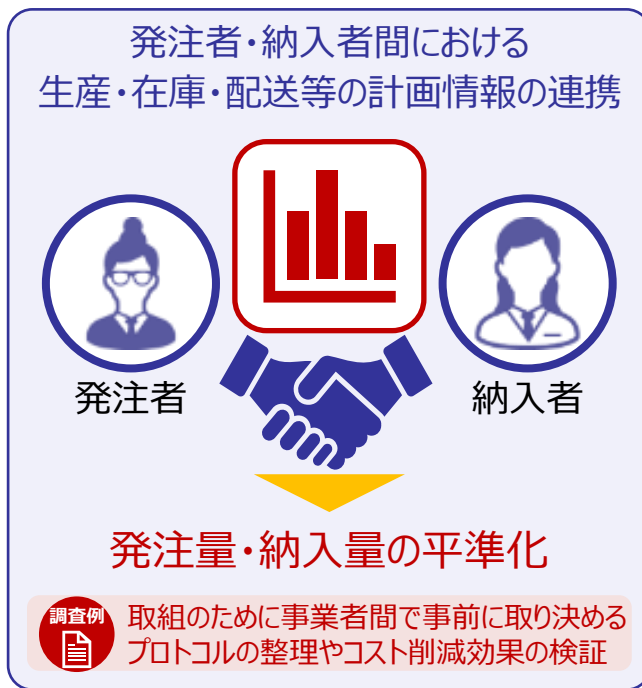 発注者・納入者間における
生産・在庫・配送等の計画情報の連携
発注者
納入者
発注量・納入量の平準化
調査例
取組のために事業者間で事前に取り決める
プロトコルの整理やコスト削減効果の検証